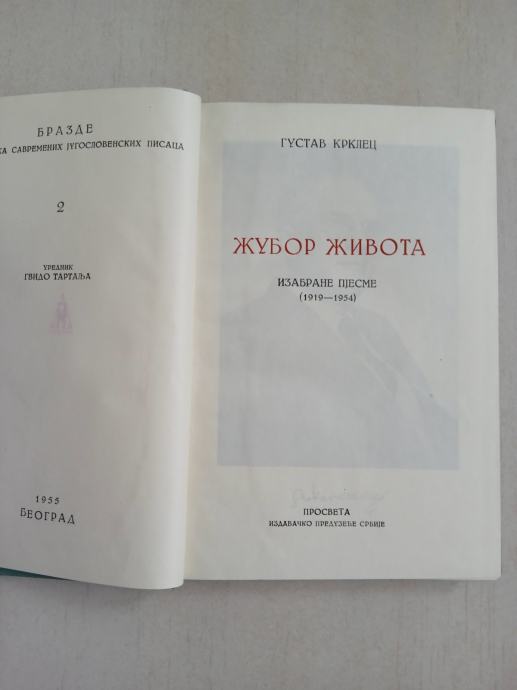 БРАЗДЕ
САВРЕМЕНИХ ЈУГОСЛОВЕНСКИХ ПИСАЦА
2
УРЕДНИК
ГВИДО ТАРТАЉА
1955
БЕОГРАД
ГУСТАВ КРКЛЕЦ
ЖУБОР ЖИВОТА
ИЗАБРАНЕ ПЈЕСМЕ
(1919—1954)
ПРОСВЕТА
ИЗДАВАЧКО ПРЕДУЗЕЋЕ СРБИЈЕ